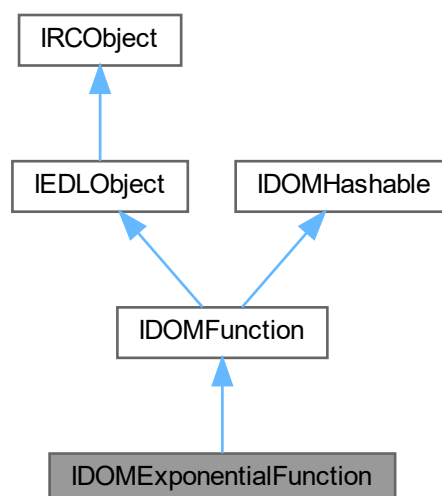 IRCObject
IEDLObject
IDOMHashable
IDOMFunction
IDOMExponentialFunction